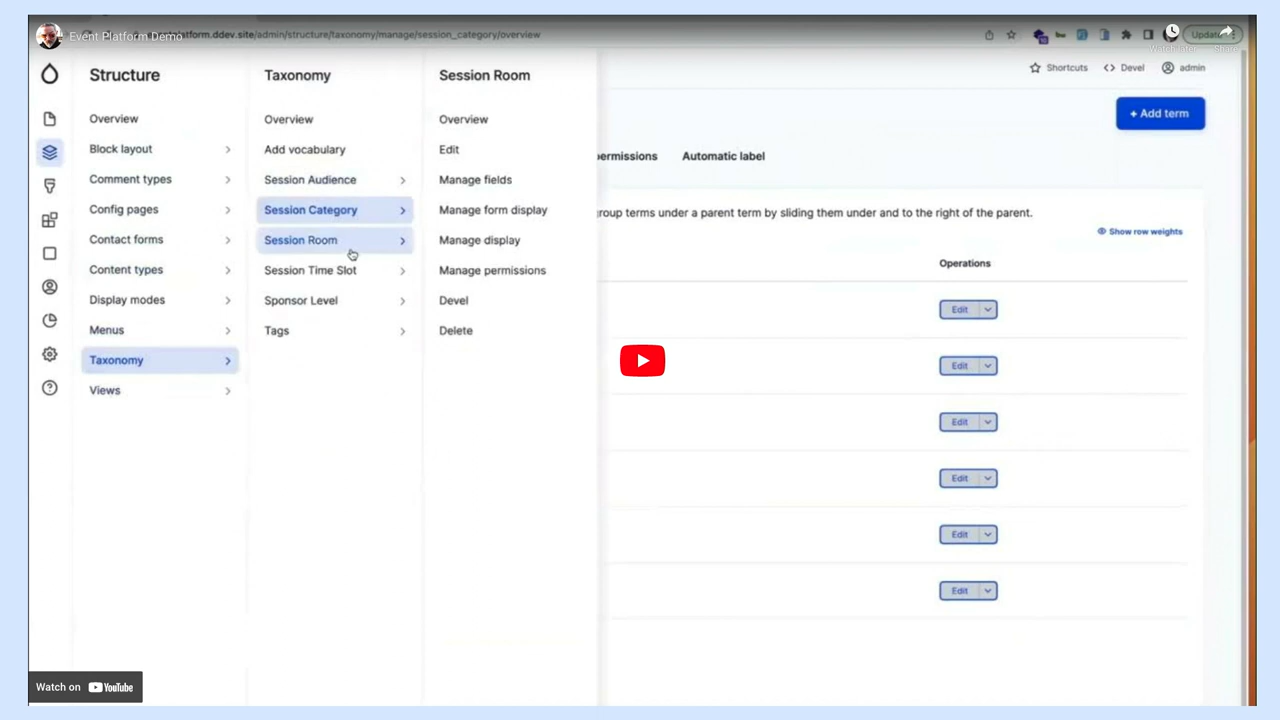 Event Platform Demo
tform.ddev.site/admin/structure/taxonomy/manage/session_category/overview
Update
Watch later
Share
Shortcuts
Devel
admin
+ Add term
ermissions
Automatic label
roup terms under a parent term by sliding them under and to the right of the parent.
Show row weights
Operations
Edit
Edit
Edit
Edit
Edit
Edit
Structure
Overview
Block layout
Comment types
Config pages
Contact forms
Content types
Display modes
Menus
Taxonomy
Views
Taxonomy
Overview
Add vocabulary
Session Audience
Session Category
Session Room
Session Time Slot
Sponsor Level
Tags
Session Room
Overview
Edit
Manage fields
Manage form display
Manage display
Manage permissions
Devel
Delete
Watch on YouTube